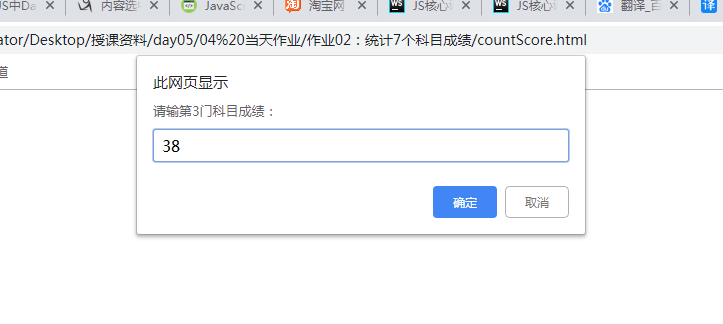 JS中Da
内容选择
JavaSc
淘宝网
JS核心
JS核心
翻译_百
译
ator/Desktop/授课资料/day05/04%20当天作业/作业02：统计7个科目成绩/countScore.html
道
此网页显示
请输第3门科目成绩：
38
确定
取消